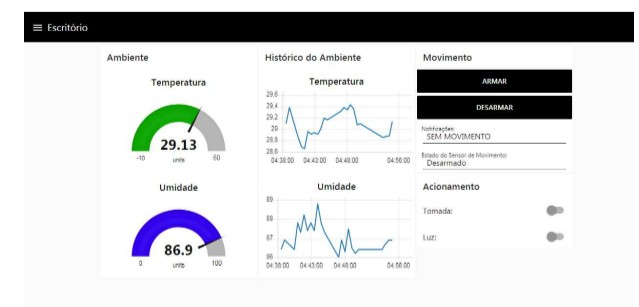 Escritório
Ambiente
Temperatura
29.13
units
-10
50
Umidade
86.9
units
0
100
Histórico do Ambiente
Temperatura
29,6
29,4
29,2
29
28,8
28,6
04:38:00 04:43:00 04:48:00 04:56:00
Umidade
89
88
87
86
04:38:00 04:43:00 04:48:00 04:56:00
Movimento
ARMAR
DESARMAR
Notificações:
SEM MOVIMENTO
Estado do Sensor de Movimento:
Desarmado
Acionamento
Tomada:
Luz: